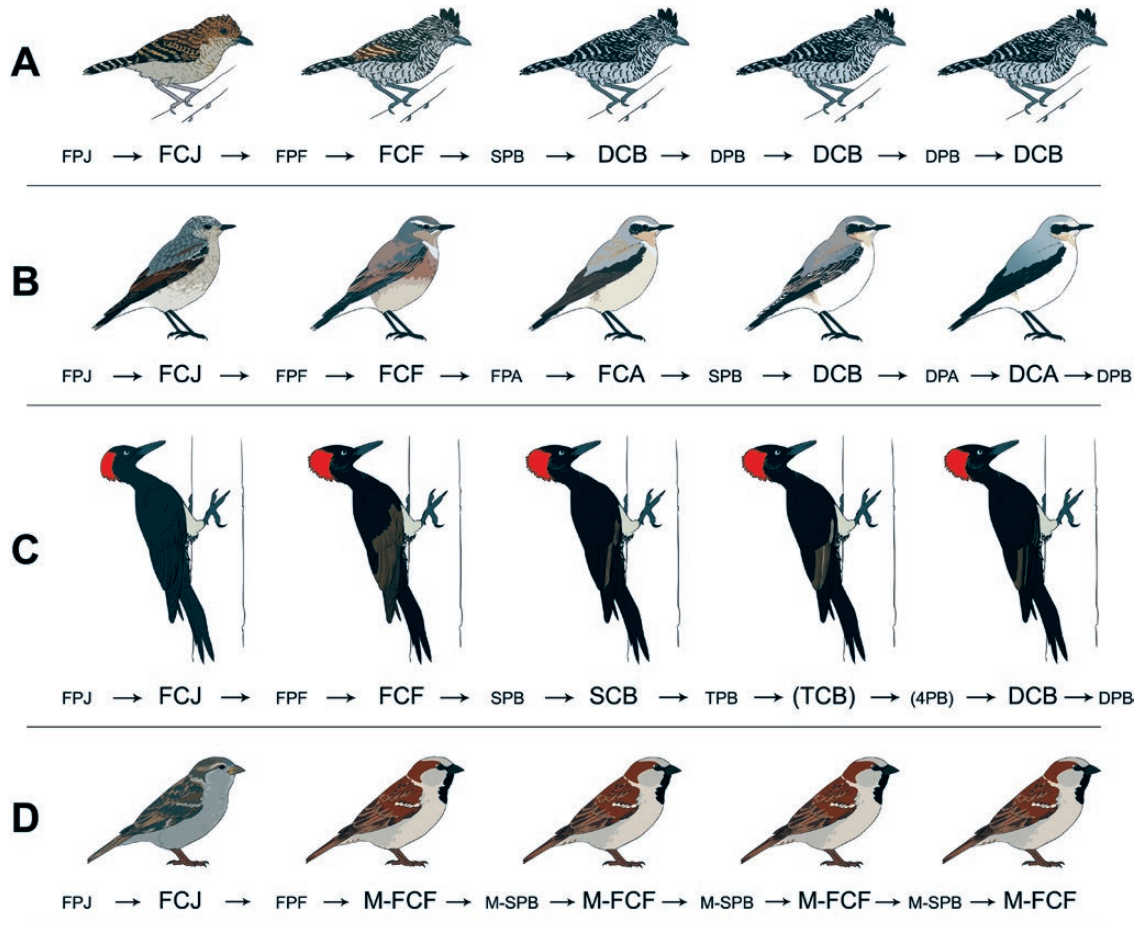 A
FPJ → FCJ → FPF → FCF → SPB → DCB → DPB → DCB → DPB → DCB
B
FPJ → FCJ → FPF → FCF → FPA → FCA → SPB → DCB → DPA → DCA → DPB
C
FPJ → FCJ → FPF → FCF → SPB → SCB → TPB → (TCB) → (4PB) → DCB → DPB
D
FPJ → FCJ → FPF → M-FCF → M-SPB → M-FCF → M-SPB → M-FCF → M-SPB → M-FCF